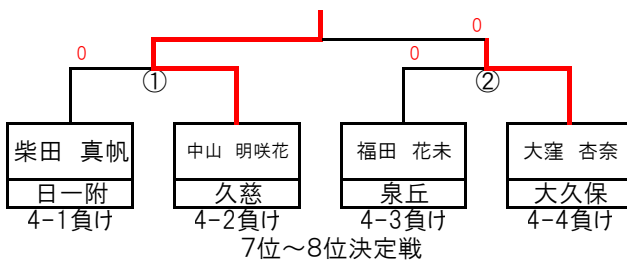 0
0 0
① ②
柴田 真帆 中山 明咲花 福田 花未 大窪 杏奈
日一附 久慈 泉丘 大久保
4-1負け 4-2負け 4-3負け 4-4負け
7位～8位決定戦